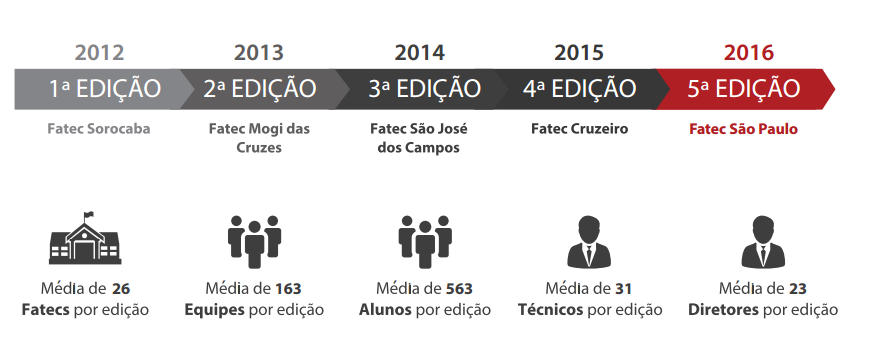 2012 2013 2014 2015 2016
1ª EDIÇÃO 2ª EDIÇÃO 3ª EDIÇÃO 4ª EDIÇÃO 5ª EDIÇÃO
Fatec Sorocaba
Fatec Mogi das
Cruzes
Fatec São José
dos Campos
Fatec Cruzeiro
Fatec São Paulo
Média de 26
Fatecs por edição
Média de 163
Equipes por edição
Média de 563
Alunos por edição
Média de 31
Técnicos por edição
Média de 23
Diretores por edição